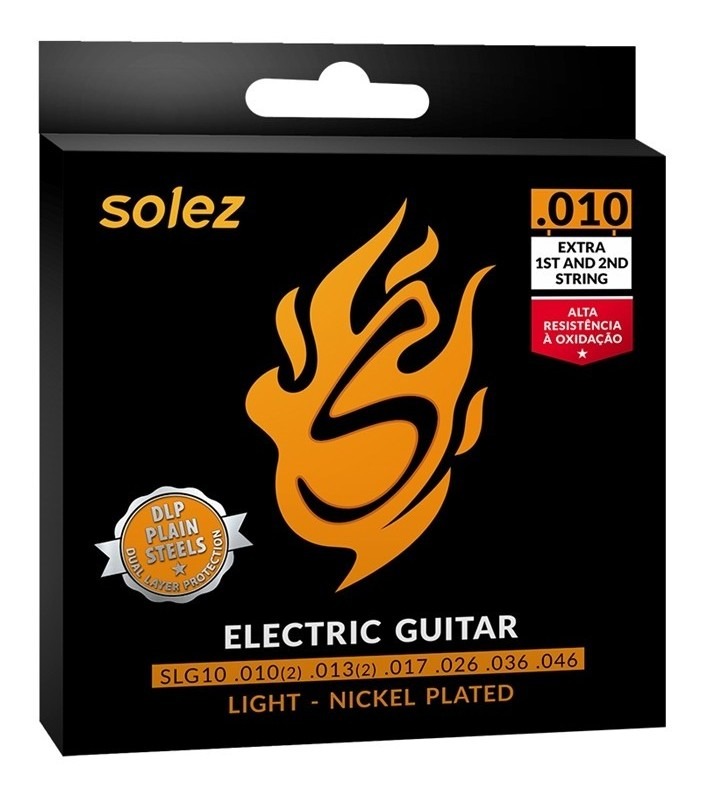 solez
.010
EXTRA
1ST AND 2ND
STRING
ALTA
RESISTÊNCIA
À OXIDAÇÃO
DLP
PLAIN
STEELS
DUAL LAYER PROTECTION
ELECTRIC GUITAR
SLG10 .010(2) .013(2) .017 .026 .036 .046
LIGHT - NICKEL PLATED